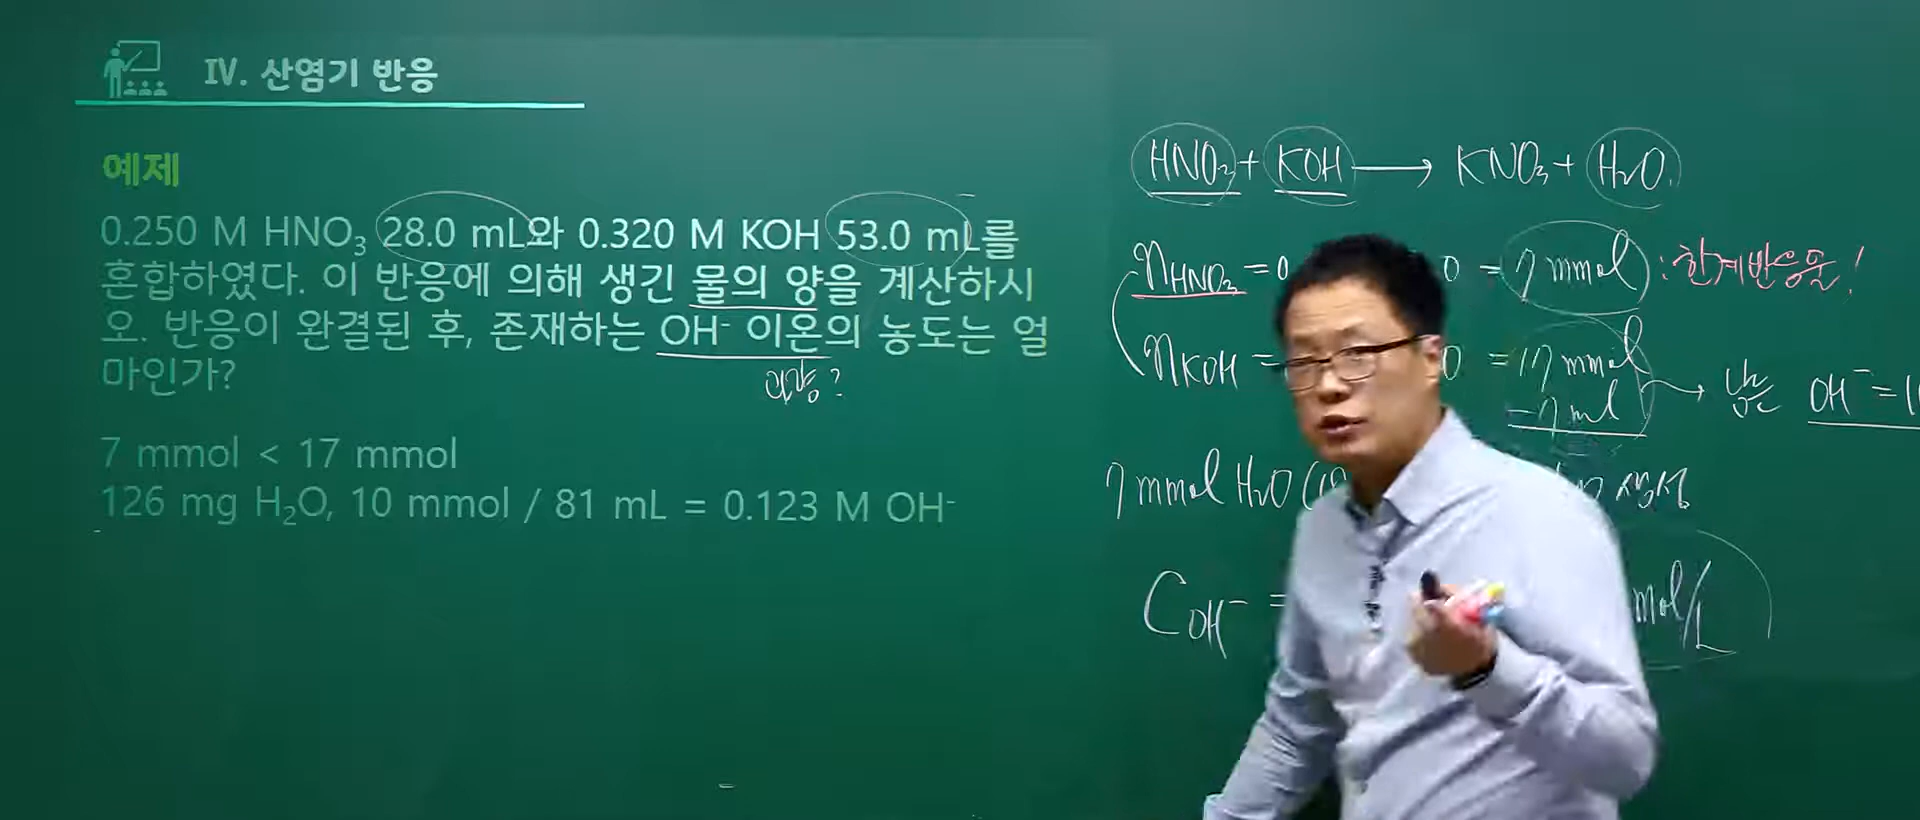 IV. 산염기 반응
예제
0.250 M HNO₃ 28.0 mL와 0.320 M KOH 53.0 mL를
혼합하였다. 이 반응에 의해 생긴 물의 양을 계산하시
오. 반응이 완결된 후, 존재하는 OH⁻ 이온의 농도는 얼
마인가?
7 mmol < 17 mmol
126 mg H₂O, 10 mmol / 81 mL = 0.123 M OH⁻
HNO₃ + KOH → KNO₃ + H₂O
nHNO₃ = 0 0 = 7 mmol : 한계반응물!
nKOH = 0 = 17 mmol
-7 ml
남은 OH⁻ = 1
7 mmol H₂O 생성
COH⁻ = mol/L